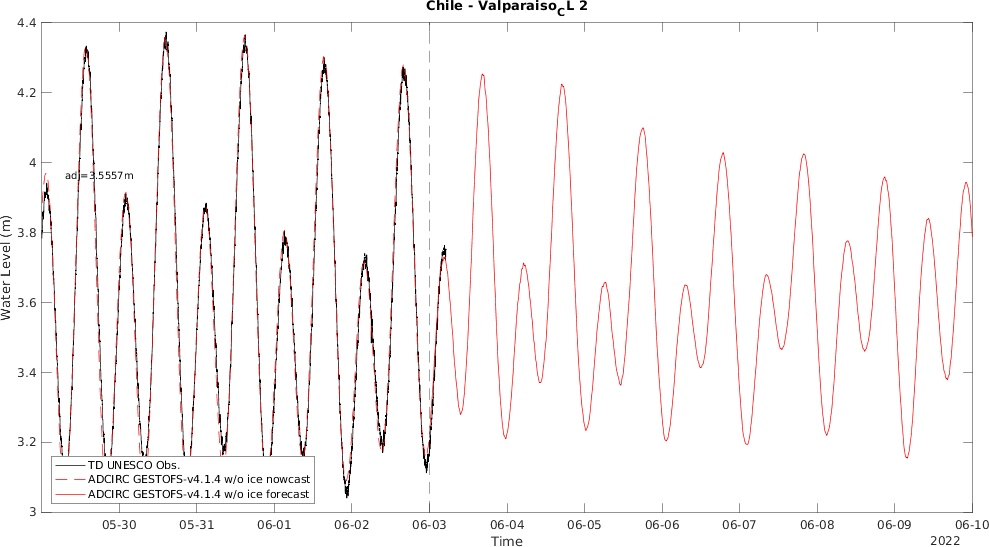 Chile - Valparaiso_CL 2
4.4
4.2
4
3.8
3.6
3.4
3.2
3
Water Level (m)
adj=3.5557m
TD UNESCO Obs.
ADCIRC GESTOFS-v4.1.4 w/o ice nowcast
ADCIRC GESTOFS-v4.1.4 w/o ice forecast
05-30 05-31 06-01 06-02 06-03 06-04 06-05 06-06 06-07 06-08 06-09 06-10
Time
2022